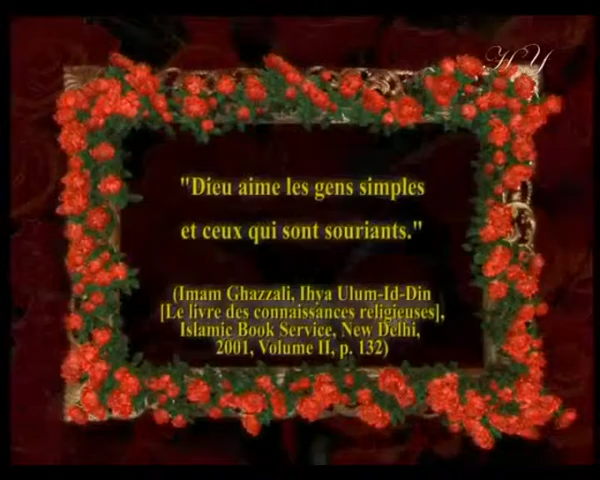 HY
"Dieu aime les gens simples
et ceux qui sont souriants."
(Imam Ghazzali, Ihya Ulum-Id-Din
[Le livre des connaissances religieuses],
Islamic Book Service, New Delhi,
2001, Volume II, p. 132)